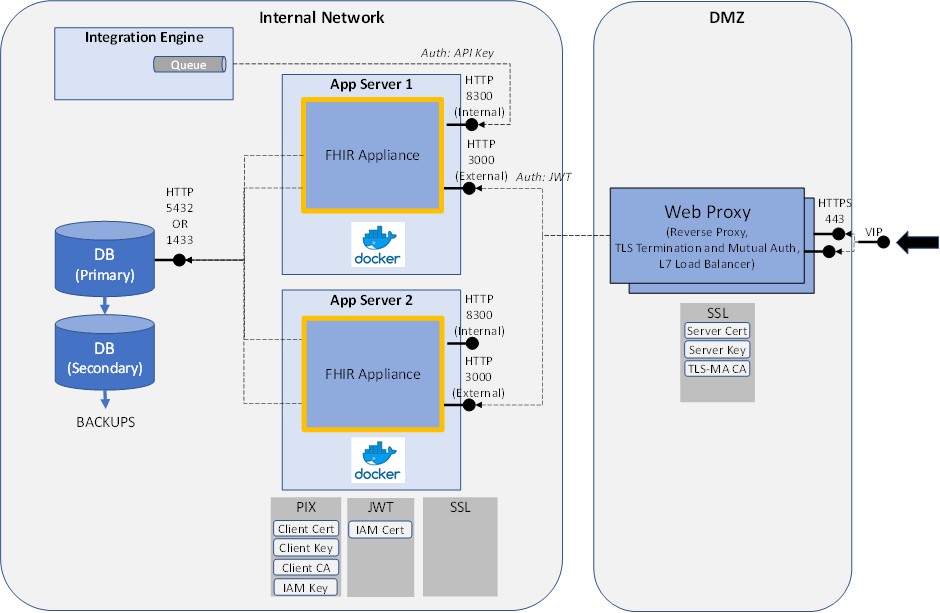 Internal Network
DMZ
Integration Engine
Queue
Auth: API Key
App Server 1
HTTP
8300
(Internal)
FHIR Appliance
HTTP
3000
(External)
Auth: JWT
docker
HTTP
5432
OR
1433
DB
(Primary)
DB
(Secondary)
BACKUPS
App Server 2
HTTP
8300
(Internal)
FHIR Appliance
HTTP
3000
(External)
docker
PIX
Client Cert
Client Key
Client CA
IAM Key
JWT
IAM Cert
SSL
Web Proxy
(Reverse Proxy,
TLS Termination and Mutual Auth,
L7 Load Balancer)
HTTPS
443
VIP
SSL
Server Cert
Server Key
TLS-MA CA